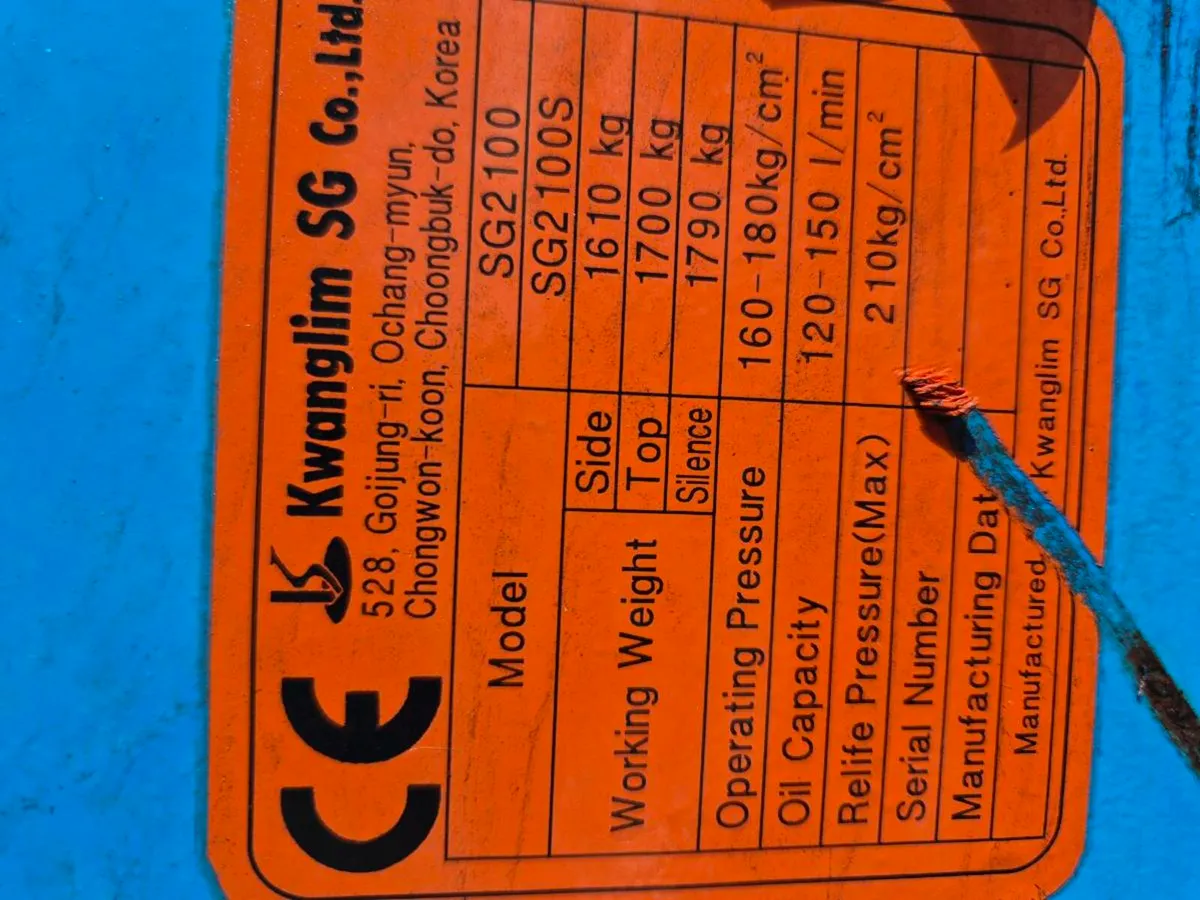 CE
Kwanglim SG Co.,Ltd.
528, Goijung-ri, Ochang-myun,
Chongwon-koon, Choongbuk-do, Korea
Model SG2100
SG2100S
Working Weight Side 1610 kg
Top 1700 kg
Silence 1790 kg
Operating Pressure 160-180kg/cm²
Oil Capacity 120-150 l/min
Relife Pressure(Max) 210kg/cm²
Serial Number
Manufacturing Dat
Manufactured Kwanglim SG Co.,Ltd.